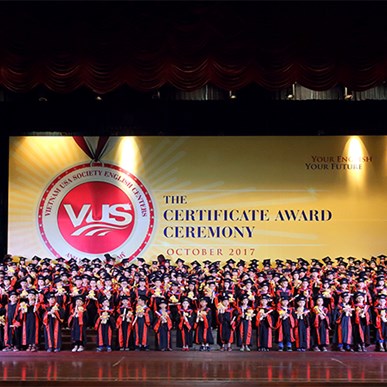 YOUR ENGLISH
YOUR FUTURE
VIETNAM USA SOCIETY ENGLISH CENTERS
VUS
THE
CERTIFICATE AWARD
CEREMONY
OCTOBER 2017